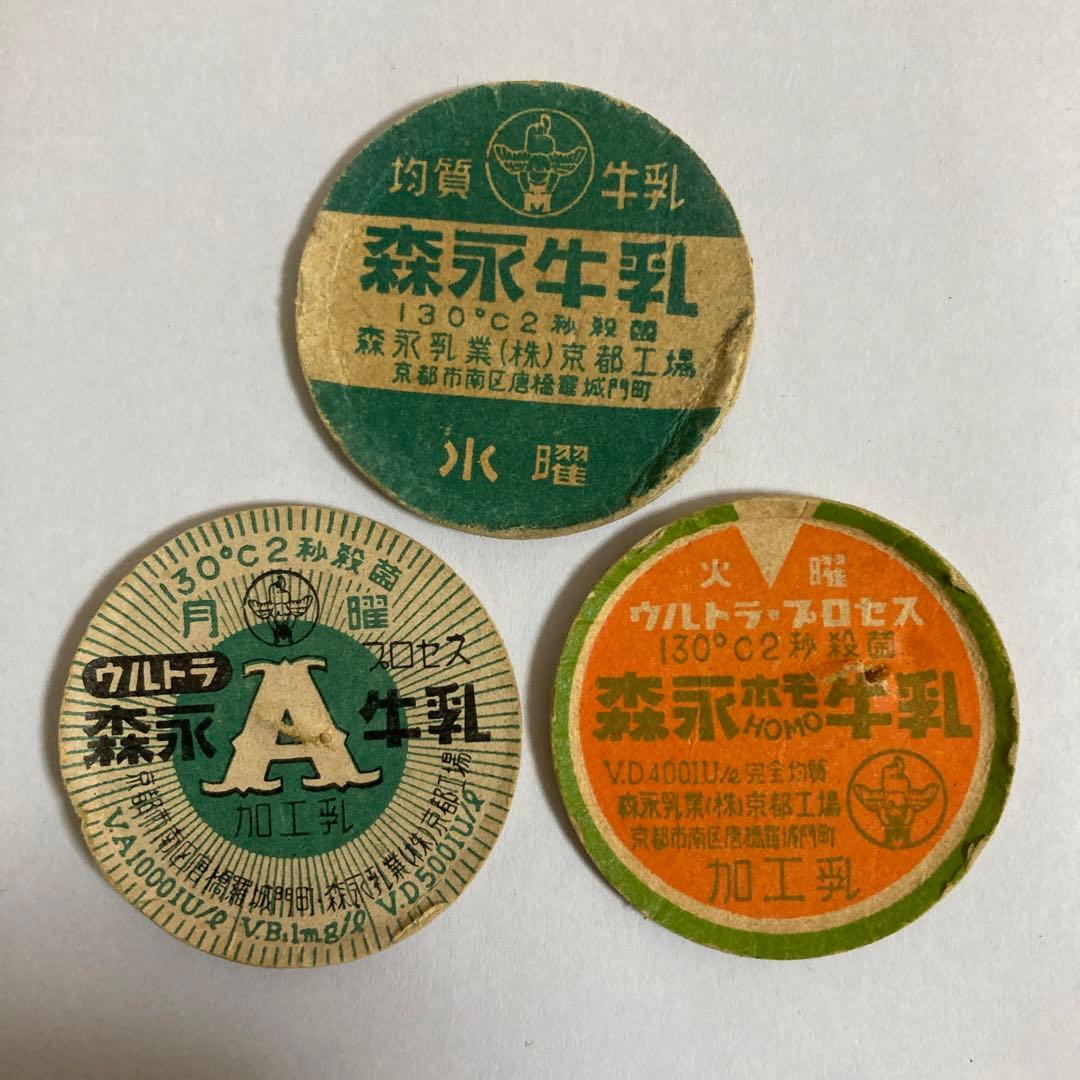 均質 牛乳
M
森永牛乳
130°C2秒殺菌
森永乳業(株)京都工場
京都市南区唐橋羅城門町
水曜
130°C2秒殺菌
月曜
M
ウルトラ プロセス
森永 A 牛乳
加工乳
京都市南区唐橋羅城門町・森永乳業(株)京都工場
V.A1000IU/ℓ V.B₁1mg/ℓ V.D500IU/ℓ
火曜
ウルトラ・プロセス
130°C2秒殺菌
森永ホモ牛乳
HOMO
V.D400IU/ℓ完全均質
森永乳業(株)京都工場
京都市南区唐橋羅城門町
M
加工乳